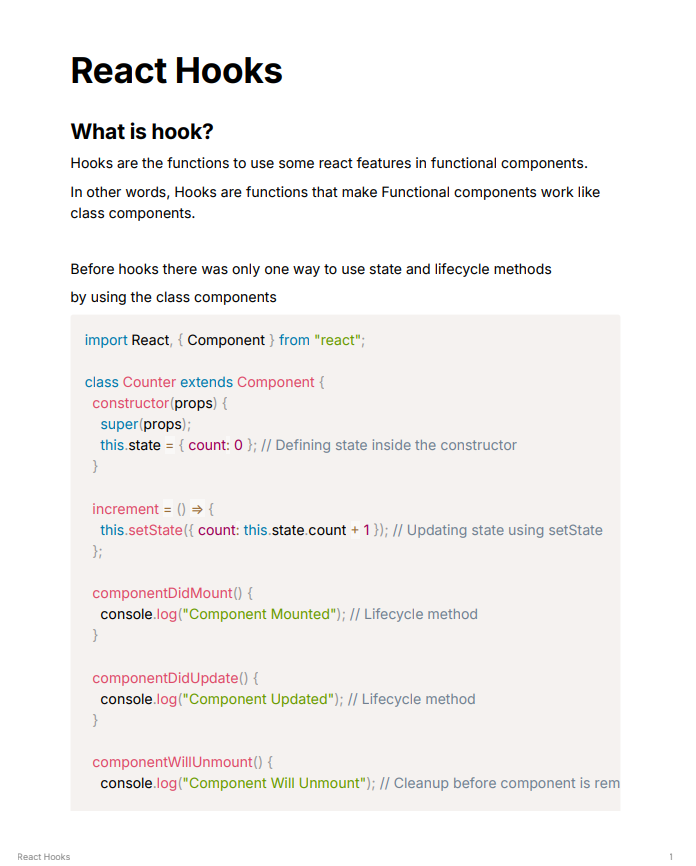 React Hooks
What is hook?
Hooks are the functions to use some react features in functional components.
In other words, Hooks are functions that make Functional components work like
class components.
Before hooks there was only one way to use state and lifecycle methods
by using the class components
import React, { Component } from "react";
class Counter extends Component {
constructor(props) {
super(props);
this.state = { count: 0 }; // Defining state inside the constructor
}
increment = () => {
this.setState({ count: this.state.count + 1 }); // Updating state using setState
};
componentDidMount() {
console.log("Component Mounted"); // Lifecycle method
}
componentDidUpdate() {
console.log("Component Updated"); // Lifecycle method
}
componentWillUnmount() {
console.log("Component Will Unmount"); // Cleanup before component is rem
React Hooks 1